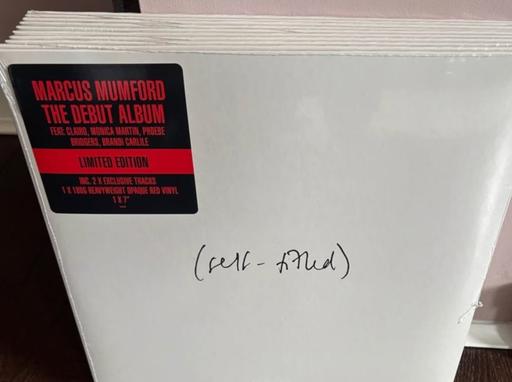 MARCUS MUMFORD
THE DEBUT ALBUM
FEAT. CLAIRO, MONICA MARTIN, PHOEBE
BRIDGERS, BRANDI CARLILE
LIMITED EDITION
INC. 2 X EXCLUSIVE TRACKS
1 X 180G HEAVYWEIGHT OPAQUE RED VINYL
1 X 7"
(self-titled)